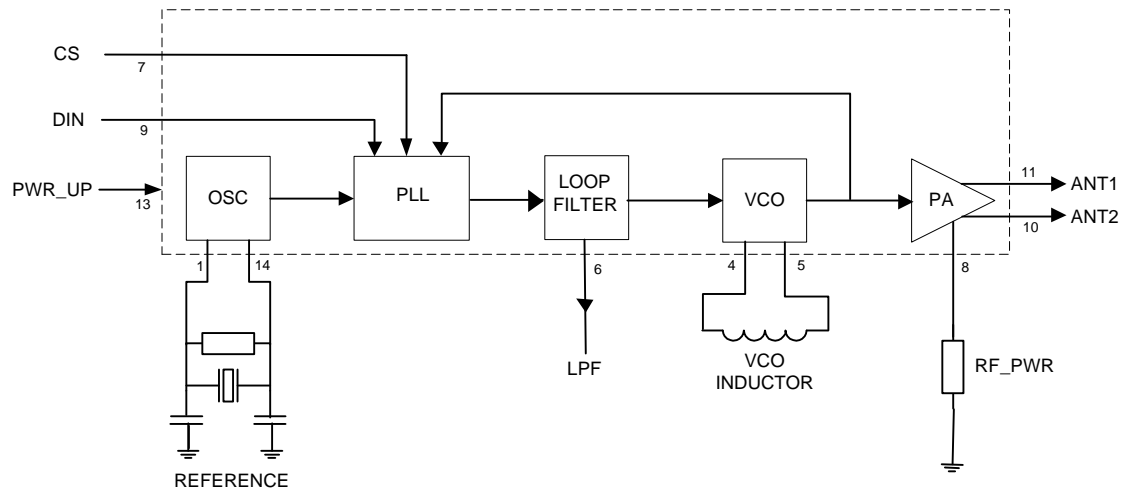 CS
7
DIN
9
PWR_UP
13
OSC
PLL
LOOP
FILTER
VCO
PA
11
ANT1
ANT2
10
1
14
6
4
5
8
LPF
VCO
INDUCTOR
RF_PWR
REFERENCE